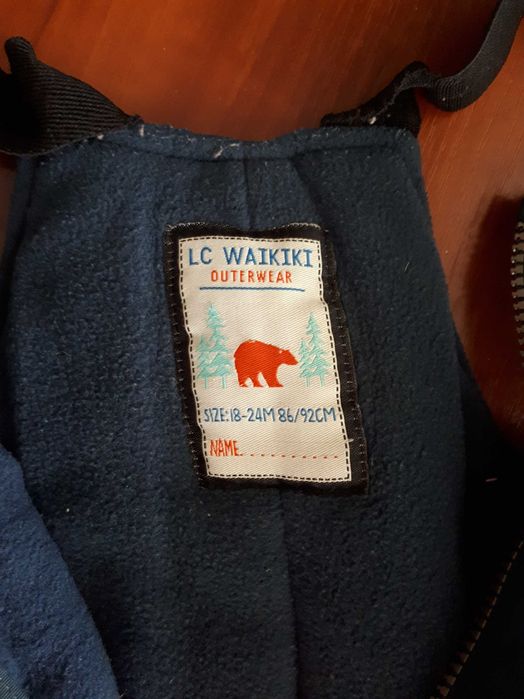 LC WAIKIKI
OUTERWEAR
SIZE:18-24M 86/92CM
NAME..........